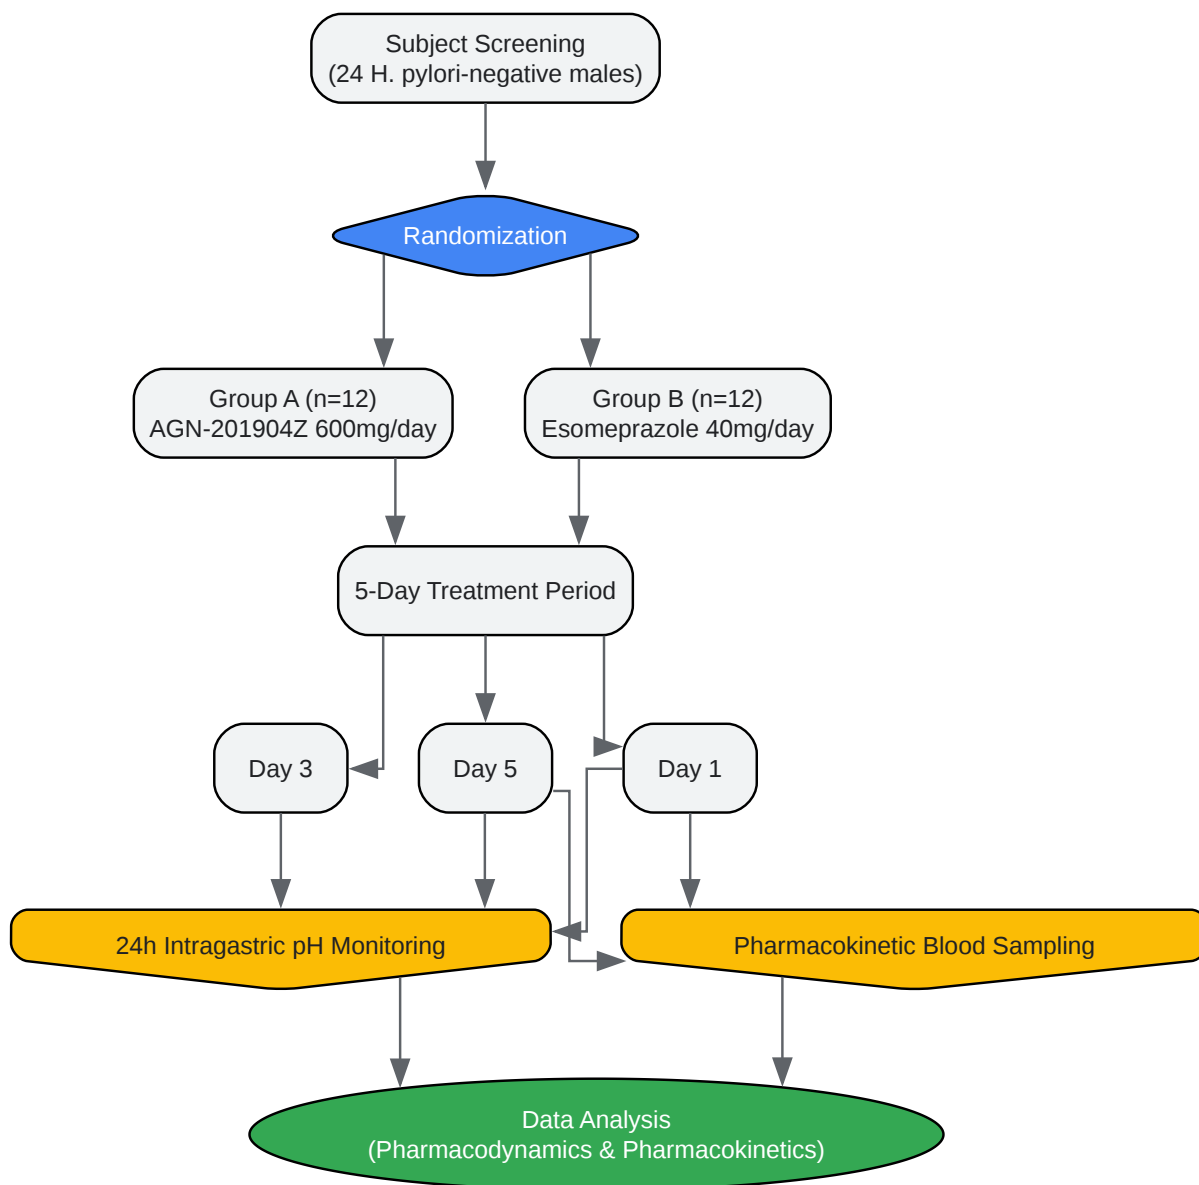 Subject Screening
(24 H. pylori-negative males)
Randomization
Group A (n=12)
AGN-201904Z 600mg/day
Group B (n=12)
Esomeprazole 40mg/day
5-Day Treatment Period
Day 3
Day 5
Day 1
24h Intragastric pH Monitoring
Pharmacokinetic Blood Sampling
Data Analysis
(Pharmacodynamics & Pharmacokinetics)